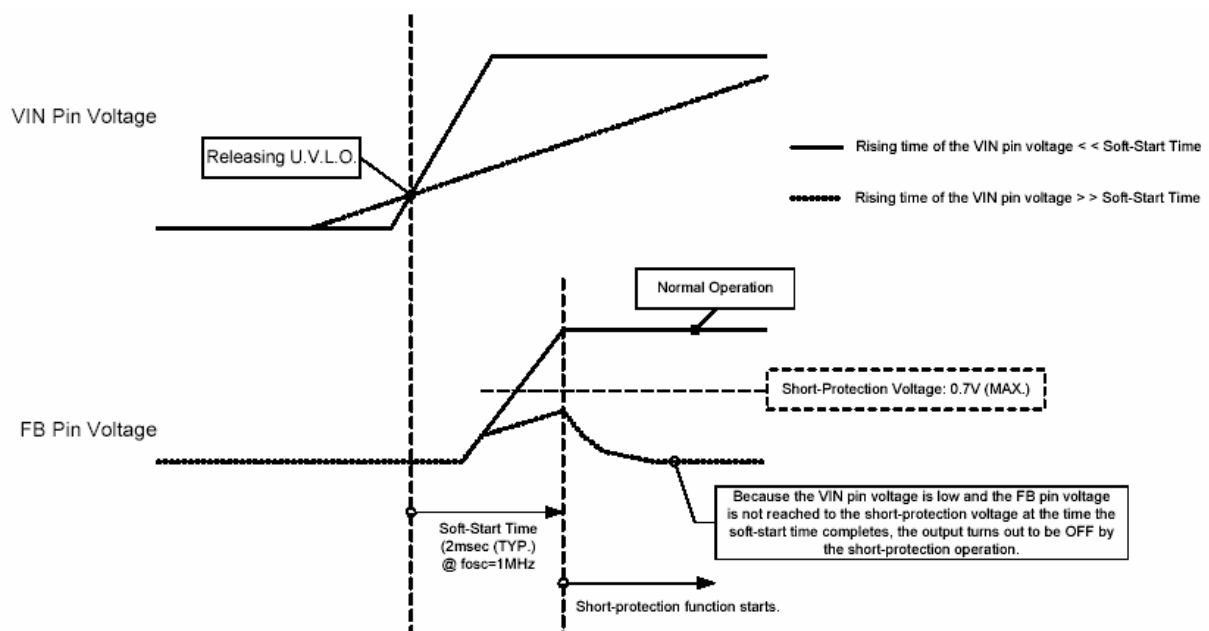 VIN Pin Voltage
Releasing U.V.L.O.
Rising time of the VIN pin voltage < < Soft-Start Time
Rising time of the VIN pin voltage > > Soft-Start Time
Normal Operation
Short-Protection Voltage: 0.7V (MAX.)
FB Pin Voltage
Because the VIN pin voltage is low and the FB pin voltage
is not reached to the short-protection voltage at the time the
soft-start time completes, the output turns out to be OFF by
the short-protection operation.
Soft-Start Time
(2msec (TYP.)
@ fosc=1MHz
Short-protection function starts.